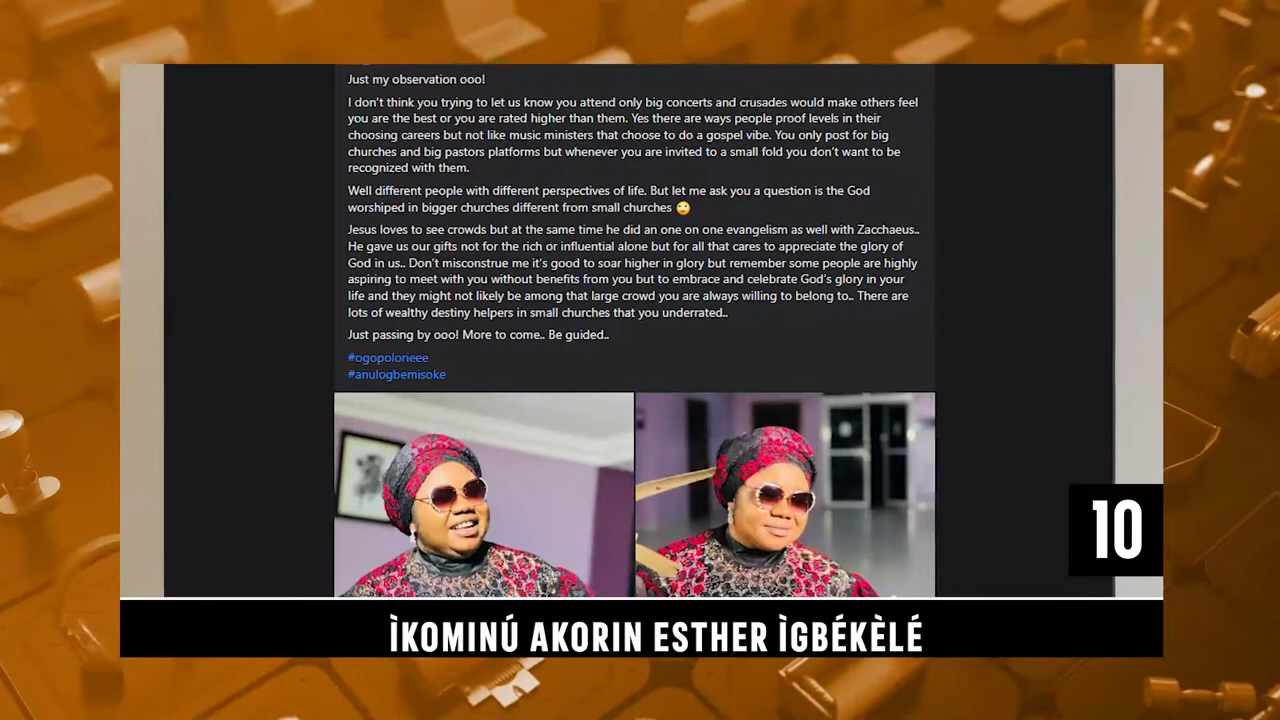 Just my observation ooo!
I don't think you trying to let us know you attend only big concerts and crusades would make others feel
you are the best or you are rated higher than them. Yes there are ways people proof levels in their
choosing careers but not like music ministers that choose to do a gospel vibe. You only post for big
churches and big pastors platforms but whenever you are invited to a small fold you don't want to be
recognized with them.
Well different people with different perspectives of life. But let me ask you a question is the God
worshiped in bigger churches different from small churches 🙄
Jesus loves to see crowds but at the same time he did an one on one evangelism as well with Zacchaeus..
He gave us our gifts not for the rich or influential alone but for all that cares to appreciate the glory of
God in us.. Don't misconstrue me it's good to soar higher in glory but remember some people are highly
aspiring to meet with you without benefits from you but to embrace and celebrate God's glory in your
life and they might not likely be among that large crowd you are always willing to belong to.. There are
lots of wealthy destiny helpers in small churches that you underrated..
Just passing by ooo! More to come.. Be guided..
#ogopolorieee
#anulogbemisoke
10
ÌKOMINÚ AKORIN ESTHER ÌGBÉKÈLÉ